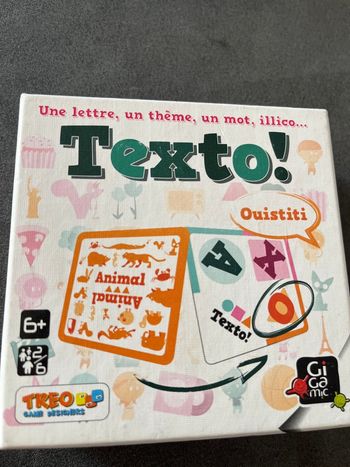 Une lettre, un thème, un mot, illico...
Texto!
Ouistiti
Animal
Animal
A
X
O
Texto!
6+
2/6
TREO
GAME DESIGNERS
GiGAMiC